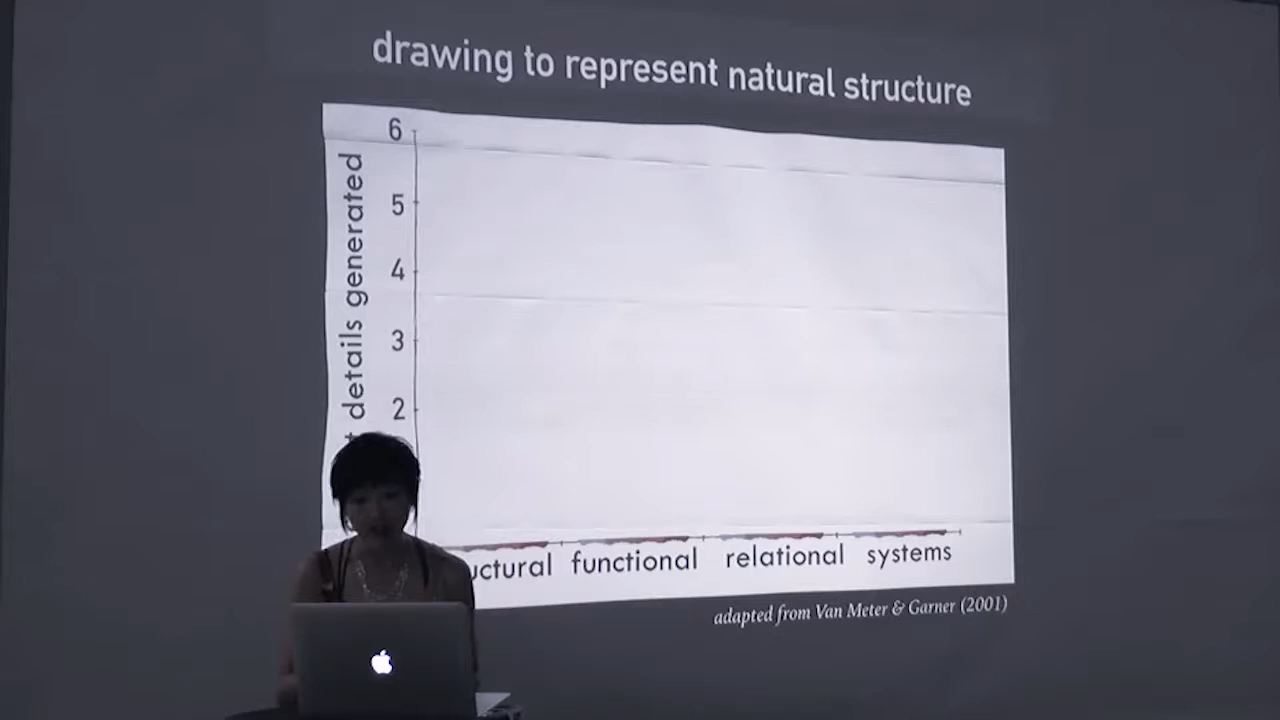 drawing to represent natural structure
6
5
4
3
2
details generated
functional relational systems
adapted from Van Meter & Garner (2001)